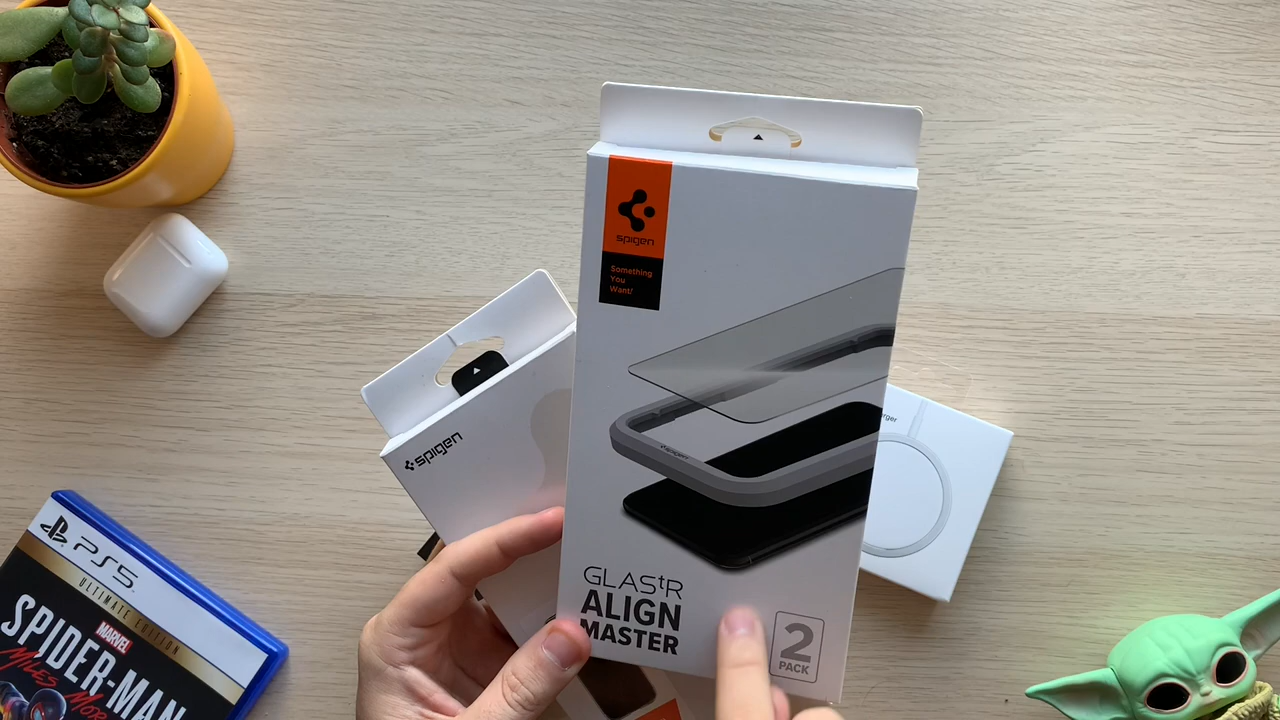 spigen
Something
You
Want!
spigen
GLAStR
ALIGN
MASTER
2
PACK
spigen
PS5
ULTIMATE EDITION
MARVEL
SPIDER-MAN